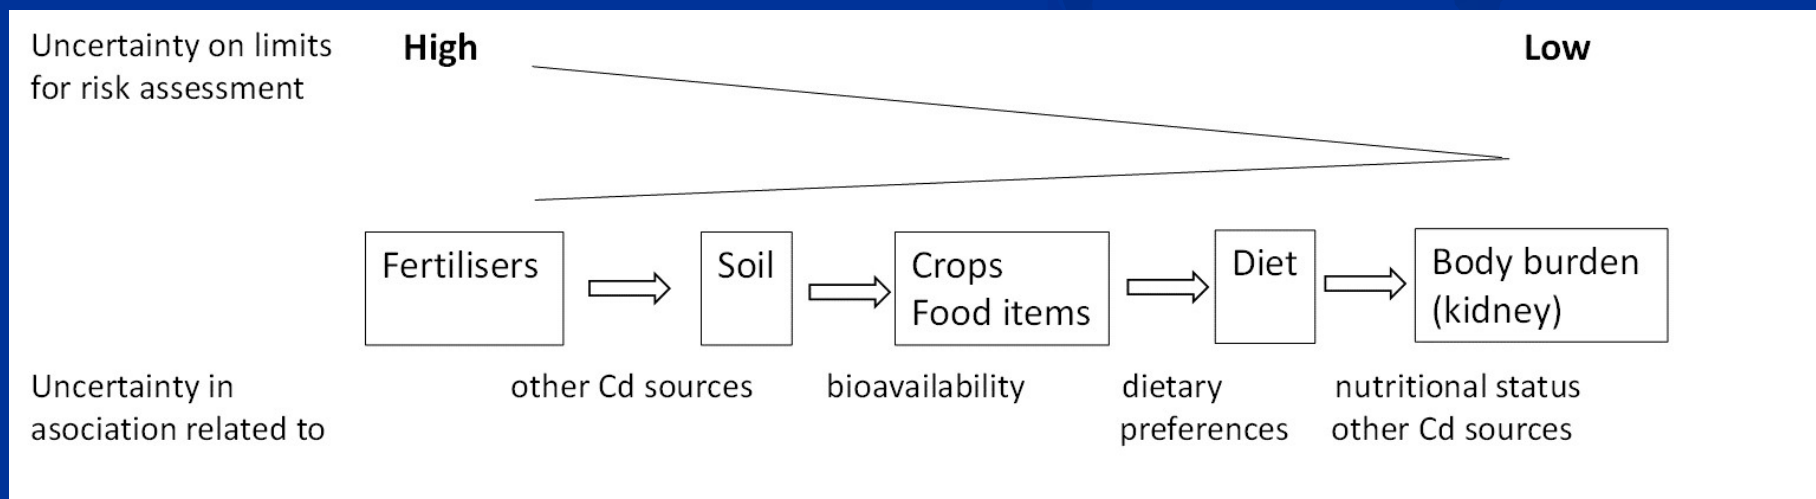 Uncertainty on limits
for risk assessment
High
Low
Fertilisers
Soil
Crops
Food items
Diet
Body burden
(kidney)
Uncertainty in
asociation related to
other Cd sources
bioavailability
dietary
preferences
nutritional status
other Cd sources